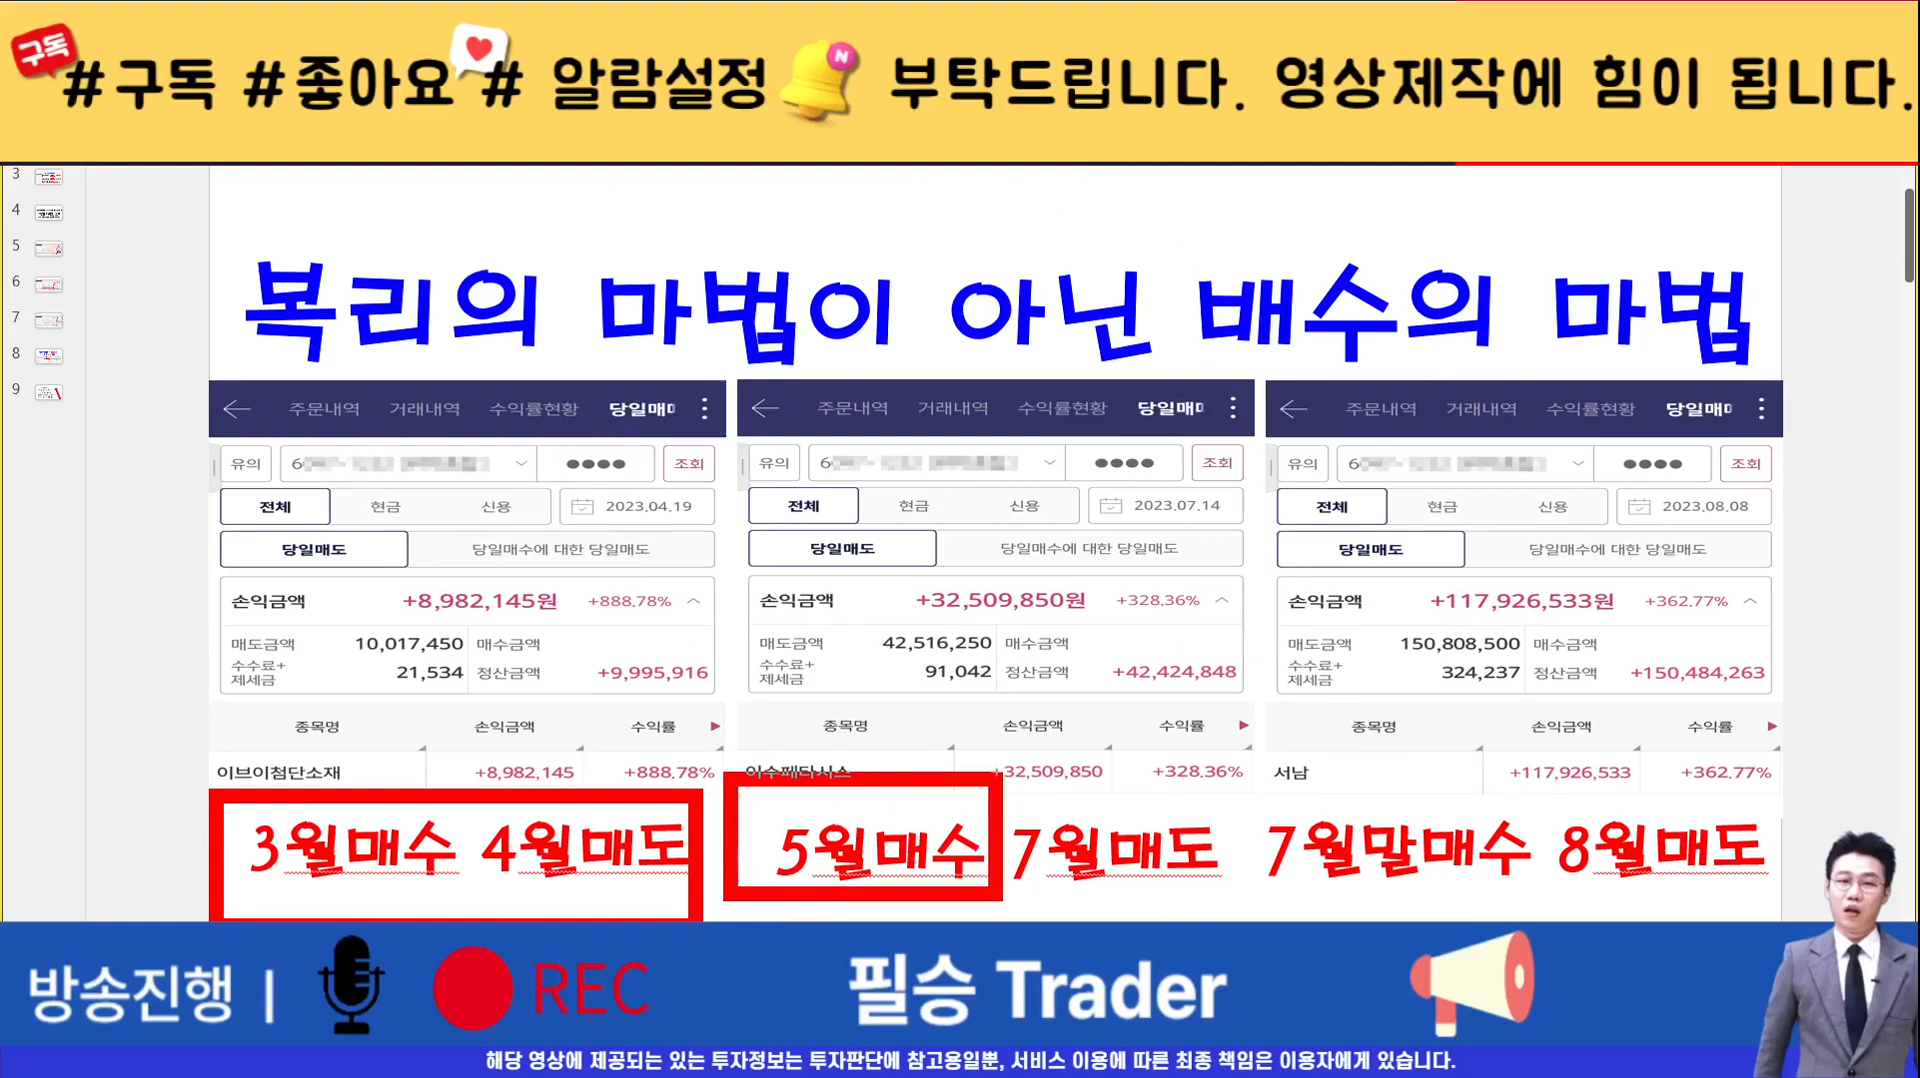 구독
#구독 #좋아요 # 알람설정 N 부탁드립니다. 영상제작에 힘이 됩니다.
3
4
5
6
7
8
9
복리의 마법이 아닌 배수의 마법
주문내역 거래내역 수익률현황 당일매
유의 6 조회
전체 현금 신용 2023.04.19
당일매도 당일매수에 대한 당일매도
손익금액 +8,982,145원 +888.78%
매도금액 10,017,450 매수금액
수수료+
제세금 21,534 정산금액 +9,995,916
종목명 손익금액 수익률
이브이첨단소재 +8,982,145 +888.78%
3월매수 4월매도
주문내역 거래내역 수익률현황 당일매
유의 6 조회
전체 현금 신용 2023.07.14
당일매도 당일매수에 대한 당일매도
손익금액 +32,509,850원 +328.36%
매도금액 42,516,250 매수금액
수수료+
제세금 91,042 정산금액 +42,424,848
종목명 손익금액 수익률
이수페타시스 +32,509,850 +328.36%
5월매수 7월매도
주문내역 거래내역 수익률현황 당일매
유의 6 조회
전체 현금 신용 2023.08.08
당일매도 당일매수에 대한 당일매도
손익금액 +117,926,533원 +362.77%
매도금액 150,808,500 매수금액
수수료+
제세금 324,237 정산금액 +150,484,263
종목명 손익금액 수익률
서남 +117,926,533 +362.77%
7월말매수 8월매도
방송진행 | REC 필승 Trader
해당 영상에 제공되는 있는 투자정보는 투자판단에 참고용일뿐, 서비스 이용에 따른 최종 책임은 이용자에게 있습니다.